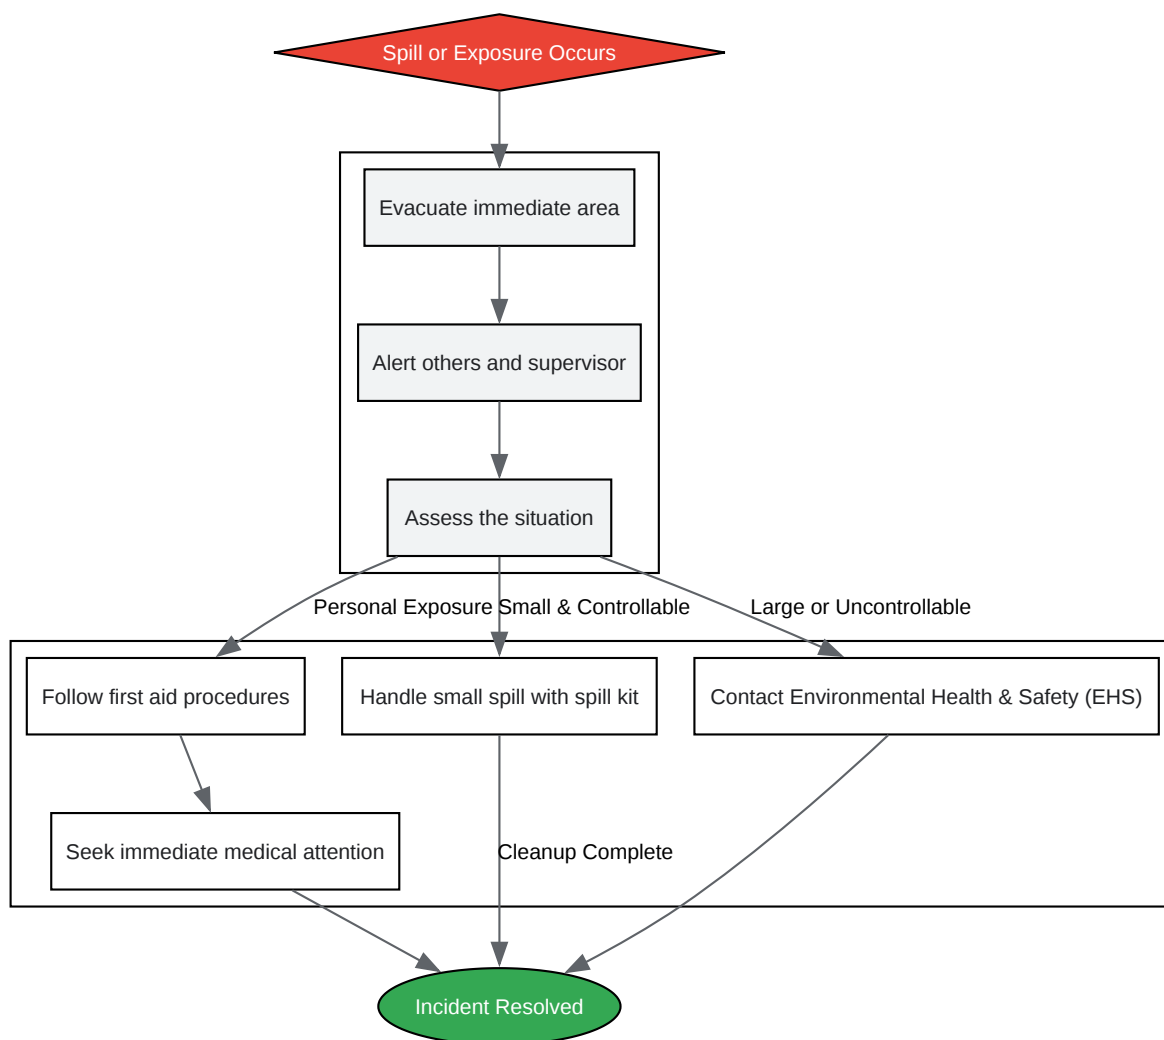 Spill or Exposure Occurs
Evacuate immediate area
Alert others and supervisor
Assess the situation
Personal Exposure
Small & Controllable
Large or Uncontrollable
Follow first aid procedures
Handle small spill with spill kit
Contact Environmental Health & Safety (EHS)
Seek immediate medical attention
Cleanup Complete
Incident Resolved